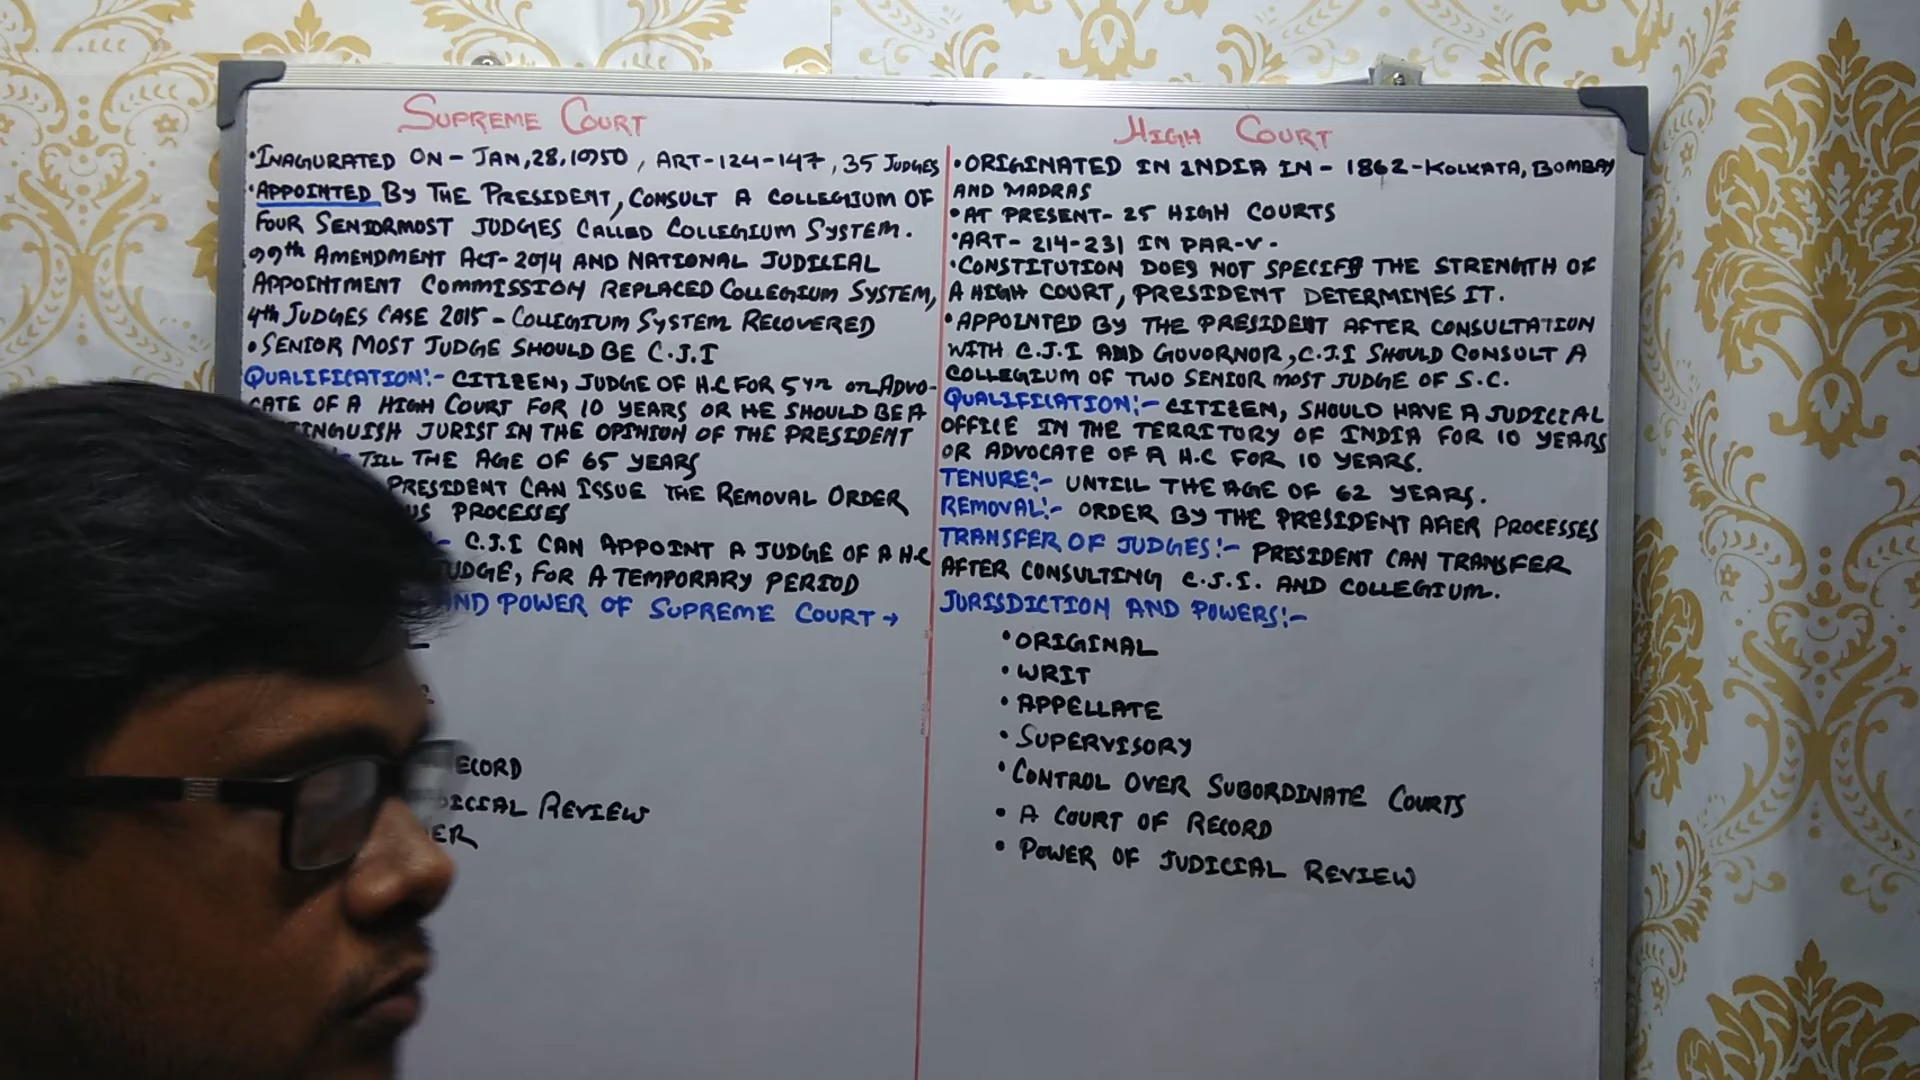 SUPREME COURT
•INAGURATED ON - JAN,28,1950, ART-124-147, 35 JUDGES
•APPOINTED BY THE PRESIDENT, CONSULT A COLLEGIUM OF
FOUR SENIORMOST JUDGES CALLED COLLEGIUM SYSTEM.
99th AMENDMENT ACT-2014 AND NATIONAL JUDICIAL
APPOINTMENT COMMISSION REPLACED COLLEGIUM SYSTEM,
4th JUDGES CASE 2015 - COLLEGIUM SYSTEM RECOVERED
•SENIOR MOST JUDGE SHOULD BE C.J.I
QUALIFICATION:- CITIZEN, JUDGE OF H.C FOR 5 YR OR ADVO-
CATE OF A HIGH COURT FOR 10 YEARS OR HE SHOULD BE A
TINGUISH JURIST IN THE OPINION OF THE PRESIDENT
TILL THE AGE OF 65 YEARS
PRESIDENT CAN ISSUE THE REMOVAL ORDER
US PROCESSES
:- C.J.I CAN APPOINT A JUDGE OF A H.C
JUDGE, FOR A TEMPORARY PERIOD
AND POWER OF SUPREME COURT →
ECORD
DICIAL REVIEW
ER
HIGH COURT
•ORIGINATED IN INDIA IN - 1862-KOLKATA, BOMBAY
AND MADRAS
•AT PRESENT- 25 HIGH COURTS
•ART- 214-231 IN PAR-V-
•CONSTITUTION DOES NOT SPECIFY THE STRENGTH OF
A HIGH COURT, PRESIDENT DETERMINES IT.
•APPOINTED BY THE PRESIDENT AFTER CONSULTATION
WITH C.J.I AND GOVORNOR, C.J.I SHOULD CONSULT A
COLLEGIUM OF TWO SENIOR MOST JUDGE OF S.C.
QUALIFICATION:- CITIZEN, SHOULD HAVE A JUDICIAL
OFFICE IN THE TERRITORY OF INDIA FOR 10 YEARS
OR ADVOCATE OF A H.C FOR 10 YEARS.
TENURE:- UNTIIL THE AGE OF 62 YEARS.
REMOVAL:- ORDER BY THE PRESIDENT AFTER PROCESSES
TRANSFER OF JUDGES:- PRESIDENT CAN TRANSFER
AFTER CONSULTING C.J.I. AND COLLEGIUM.
JURISDICTION AND POWERS:-
•ORIGINAL
•WRIT
•APPELLATE
•SUPERVISORY
•CONTROL OVER SUBORDINATE COURTS
•A COURT OF RECORD
•POWER OF JUDICIAL REVIEW